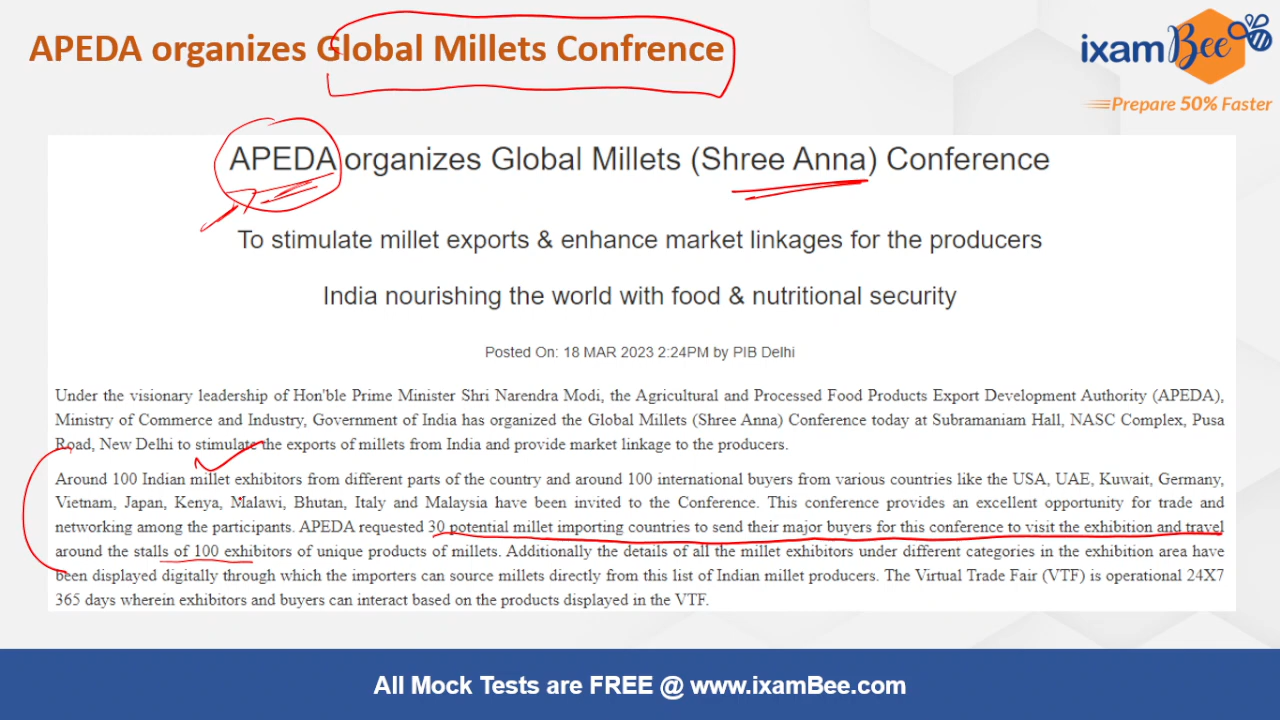 APEDA organizes Global Millets Confrence
ixamBee
Prepare 50% Faster
APEDA organizes Global Millets (Shree Anna) Conference
To stimulate millet exports & enhance market linkages for the producers
India nourishing the world with food & nutritional security
Posted On: 18 MAR 2023 2:24PM by PIB Delhi
Under the visionary leadership of Hon'ble Prime Minister Shri Narendra Modi, the Agricultural and Processed Food Products Export Development Authority (APEDA),
Ministry of Commerce and Industry, Government of India has organized the Global Millets (Shree Anna) Conference today at Subramaniam Hall, NASC Complex, Pusa
Road, New Delhi to stimulate the exports of millets from India and provide market linkage to the producers.
Around 100 Indian millet exhibitors from different parts of the country and around 100 international buyers from various countries like the USA, UAE, Kuwait, Germany,
Vietnam, Japan, Kenya, Malawi, Bhutan, Italy and Malaysia have been invited to the Conference. This conference provides an excellent opportunity for trade and
networking among the participants. APEDA requested 30 potential millet importing countries to send their major buyers for this conference to visit the exhibition and travel
around the stalls of 100 exhibitors of unique products of millets. Additionally the details of all the millet exhibitors under different categories in the exhibition area have
been displayed digitally through which the importers can source millets directly from this list of Indian millet producers. The Virtual Trade Fair (VTF) is operational 24X7
365 days wherein exhibitors and buyers can interact based on the products displayed in the VTF.
All Mock Tests are FREE @ www.ixamBee.com